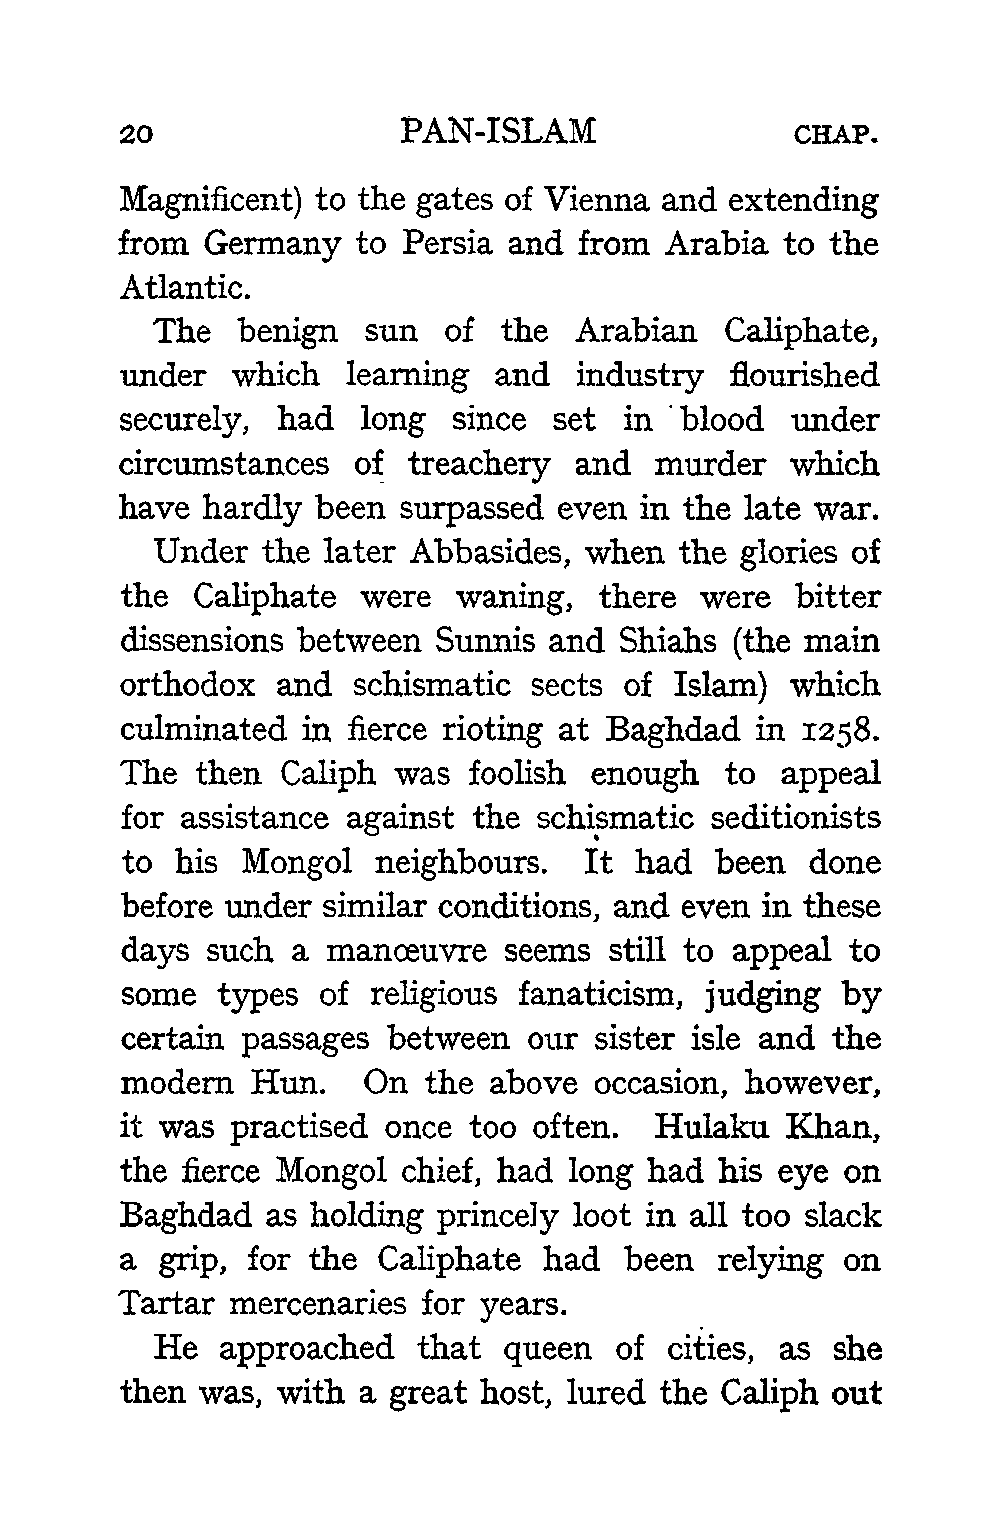 20 PAN-ISLAM CHAP.
Magnificent) to the gates of Vienna and extending
from Germany to Persia and from Arabia to the
Atlantic.
The benign sun of the Arabian Caliphate,
under which learning and industry flourished
securely, had long since set in blood under
circumstances of treachery and murder which
have hardly been surpassed even in the late war.
Under the later Abbasides, when the glories of
the Caliphate were waning, there were bitter
dissensions between Sunnis and Shiahs (the main
orthodox and schismatic sects of Islam) which
culminated in fierce rioting at Baghdad in 1258.
The then Caliph was foolish enough to appeal
for assistance against the schismatic seditionists
to his Mongol neighbours. It had been done
before under similar conditions, and even in these
days such a manœuvre seems still to appeal to
some types of religious fanaticism, judging by
certain passages between our sister isle and the
modern Hun. On the above occasion, however,
it was practised once too often. Hulaku Khan,
the fierce Mongol chief, had long had his eye on
Baghdad as holding princely loot in all too slack
a grip, for the Caliphate had been relying on
Tartar mercenaries for years.
He approached that queen of cities, as she
then was, with a great host, lured the Caliph out